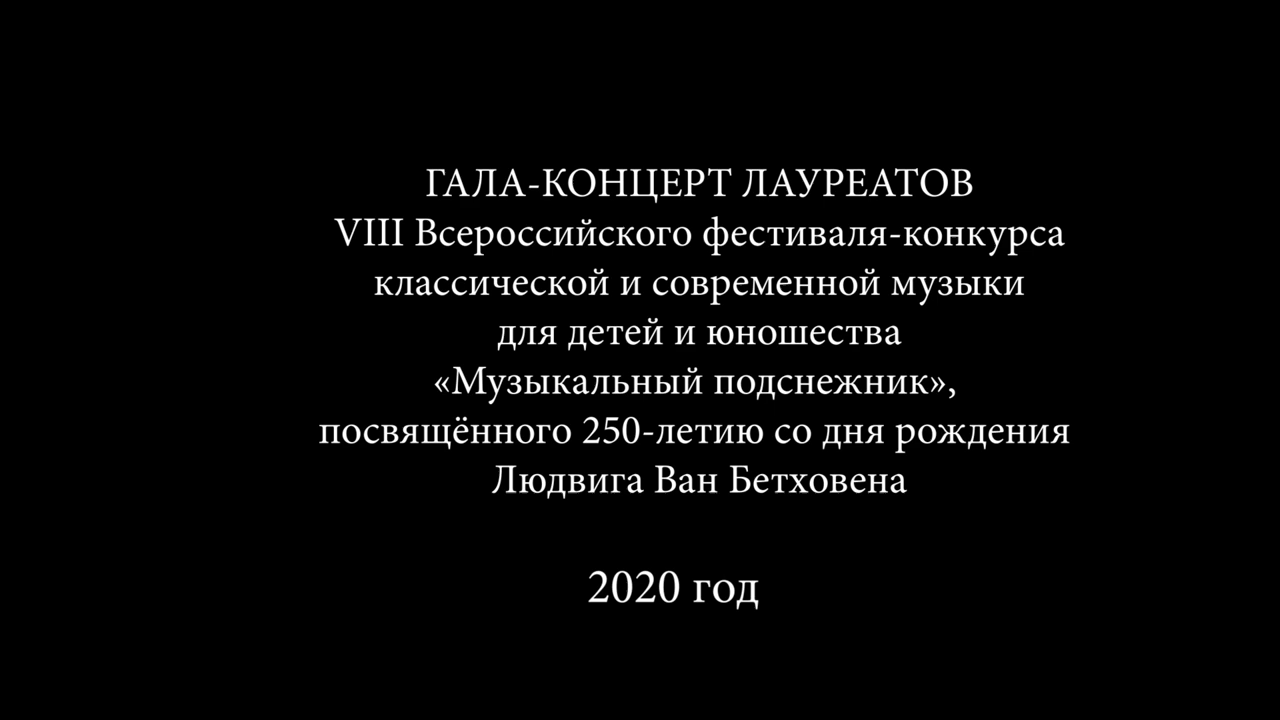 ГАЛА-КОНЦЕРТ ЛАУРЕАТОВ
VIII Всероссийского фестиваля-конкурса
классической и современной музыки
для детей и юношества
«Музыкальный подснежник»,
посвящённого 250-летию со дня рождения
Людвига Ван Бетховена
2020 год